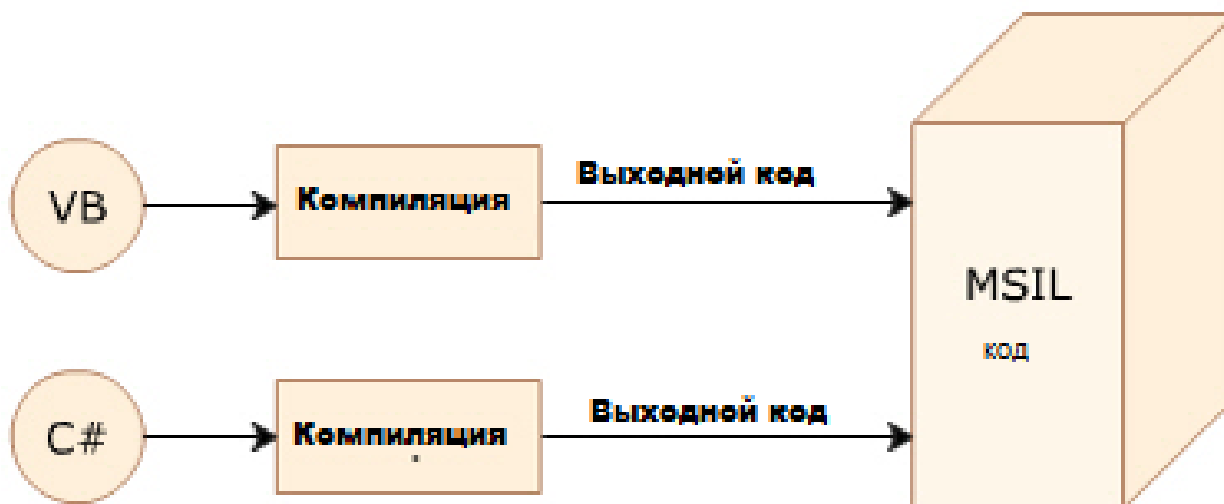 VB
Компиляция
Выходной код
MSIL
код
C#
Компиляция
Выходной код